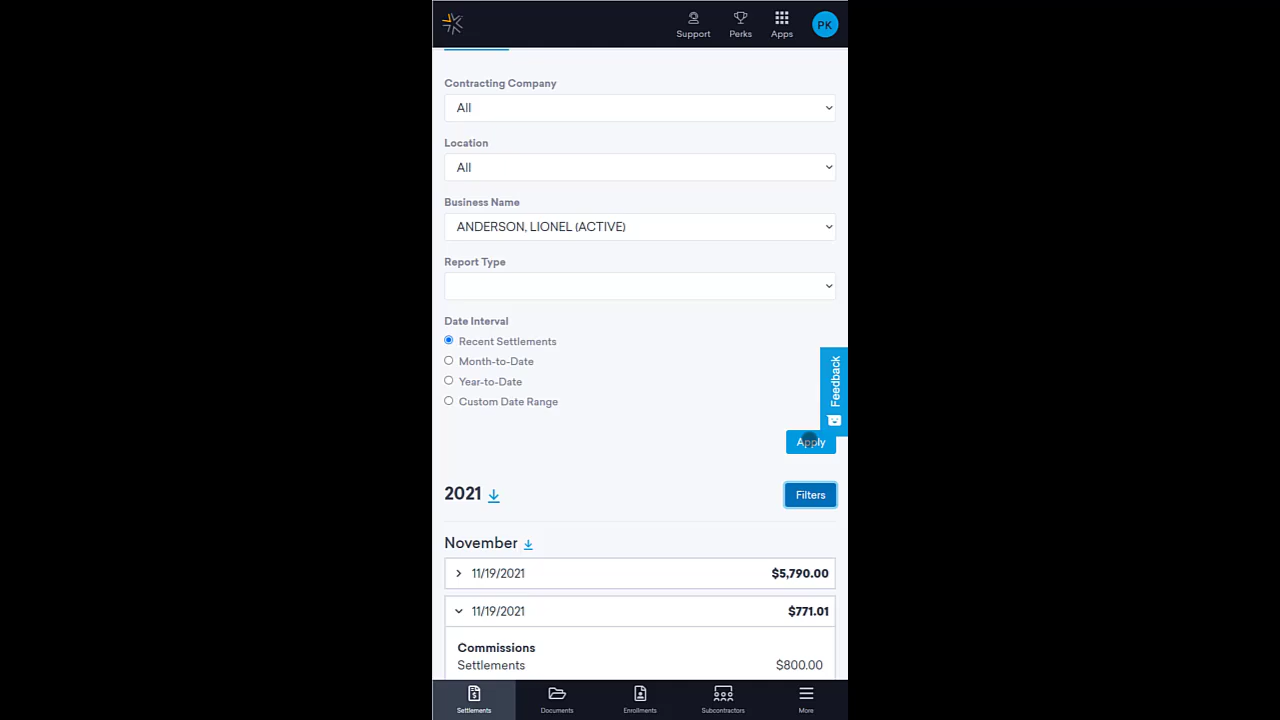 Support
Perks
Apps
PK
Contracting Company
All
Location
All
Business Name
ANDERSON, LIONEL (ACTIVE)
Report Type
Date Interval
Recent Settlements
Month-to-Date
Year-to-Date
Custom Date Range
Feedback
Apply
2021
Filters
November
11/19/2021 $5,790.00
11/19/2021 $771.01
Commissions
Settlements $800.00
Settlements
Documents
Enrollments
Subcontractors
More